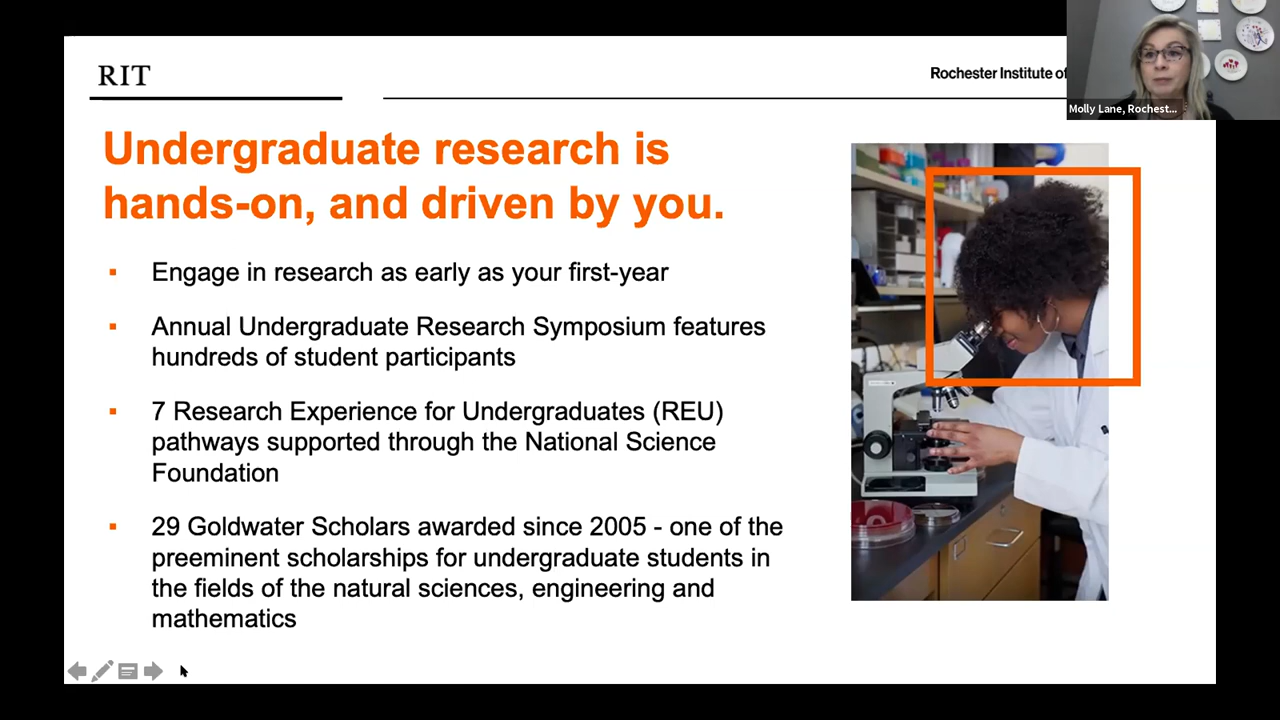 RIT
Rochester Institute of
Molly Lane, Rochest...
Undergraduate research is
hands-on, and driven by you.
▪ Engage in research as early as your first-year
▪ Annual Undergraduate Research Symposium features
hundreds of student participants
▪ 7 Research Experience for Undergraduates (REU)
pathways supported through the National Science
Foundation
▪ 29 Goldwater Scholars awarded since 2005 - one of the
preeminent scholarships for undergraduate students in
the fields of the natural sciences, engineering and
mathematics